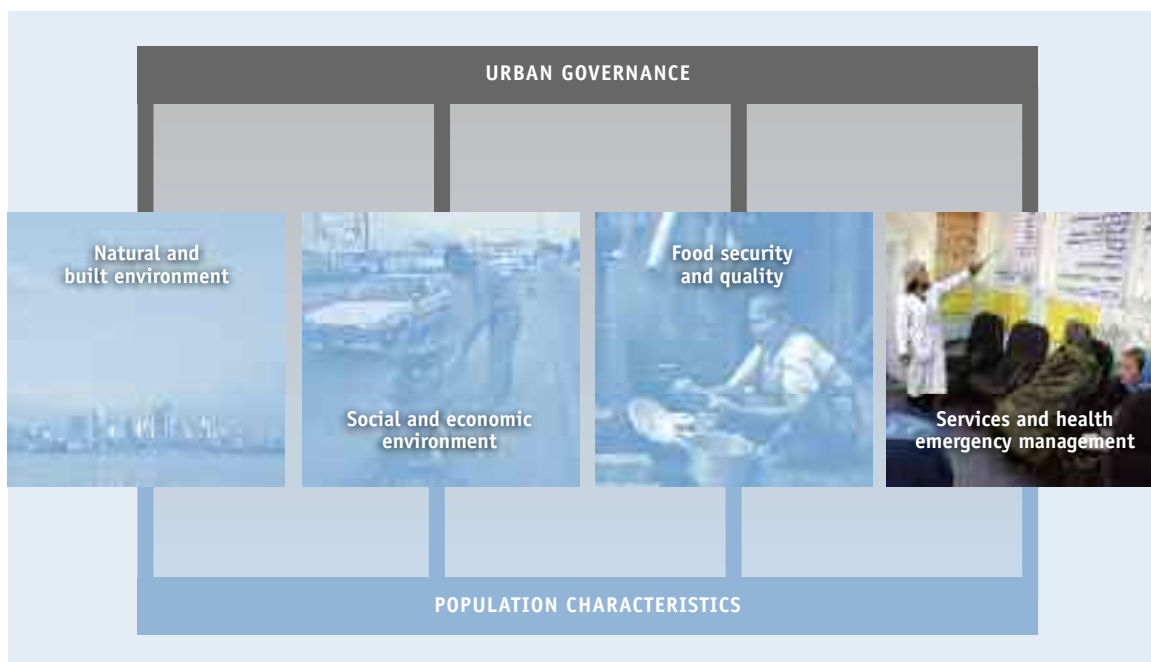 URBAN GOVERNANCE
Natural and
built environment
Social and economic
environment
Food security
and quality
Services and health
emergency management
POPULATION CHARACTERISTICS